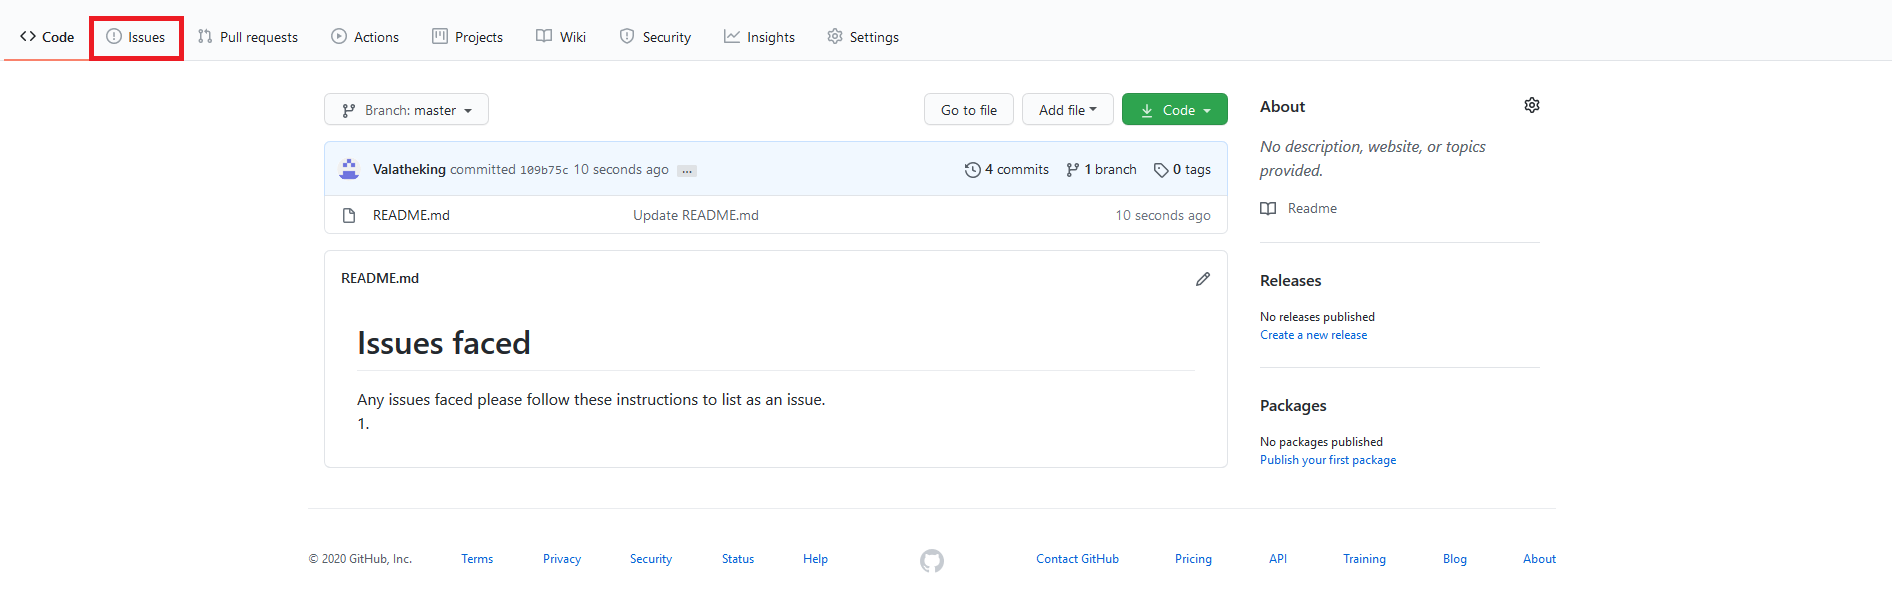 Code Issues Pull requests Actions Projects Wiki Security Insights Settings
Branch: master Go to file Add file Code
Valatheking committed 109b75c 10 seconds ago ... 4 commits 1 branch 0 tags
README.md Update README.md 10 seconds ago
README.md
Issues faced
Any issues faced please follow these instructions to list as an issue.
1.
About
No description, website, or topics
provided.
Readme
Releases
No releases published
Create a new release
Packages
No packages published
Publish your first package
© 2020 GitHub, Inc. Terms Privacy Security Status Help Contact GitHub Pricing API Training Blog About